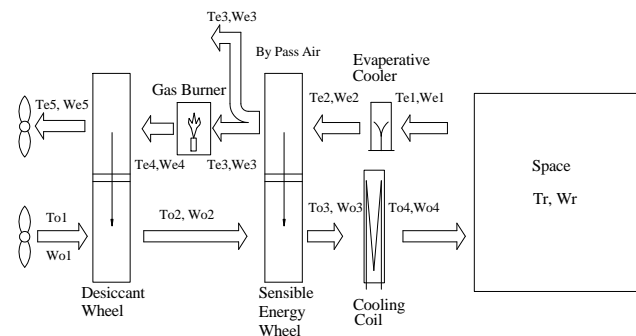 Te3,We3
By Pass Air
Evaperative
Cooler
Gas Burner
Te5, We5
Te2,We2
Te1,We1
Te4,We4
Te3,We3
Space
Tr, Wr
To1
Wo1
To2, Wo2
To3, Wo3
To4,Wo4
Desiccant
Wheel
Sensible
Energy
Wheel
Cooling
Coil